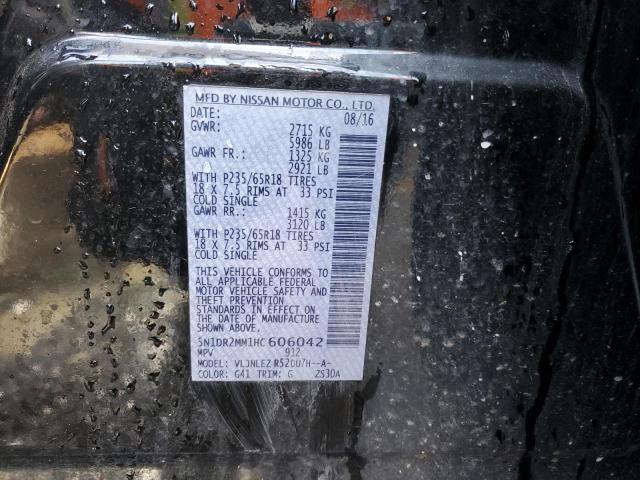 MFD BY NISSAN MOTOR CO., LTD.
DATE: 08/16
GVWR: 2715 KG
5986 LB
GAWR FR.: 1325 KG
2921 LB
WITH P235/65R18 TIRES
18 X 7.5 RIMS AT 33 PSI
COLD SINGLE
GAWR RR.: 1415 KG
3120 LB
WITH P235/65R18 TIRES
18 X 7.5 RIMS AT 33 PSI
COLD SINGLE
THIS VEHICLE CONFORMS TO
ALL APPLICABLE FEDERAL
MOTOR VEHICLE SAFETY AND
THEFT PREVENTION
STANDARDS IN EFFECT ON
THE DATE OF MANUFACTURE
SHOWN ABOVE.
5N1DR2MM1HC606042
MPV 912
MODEL:
COLOR: G41 TRIM: G ZS30A